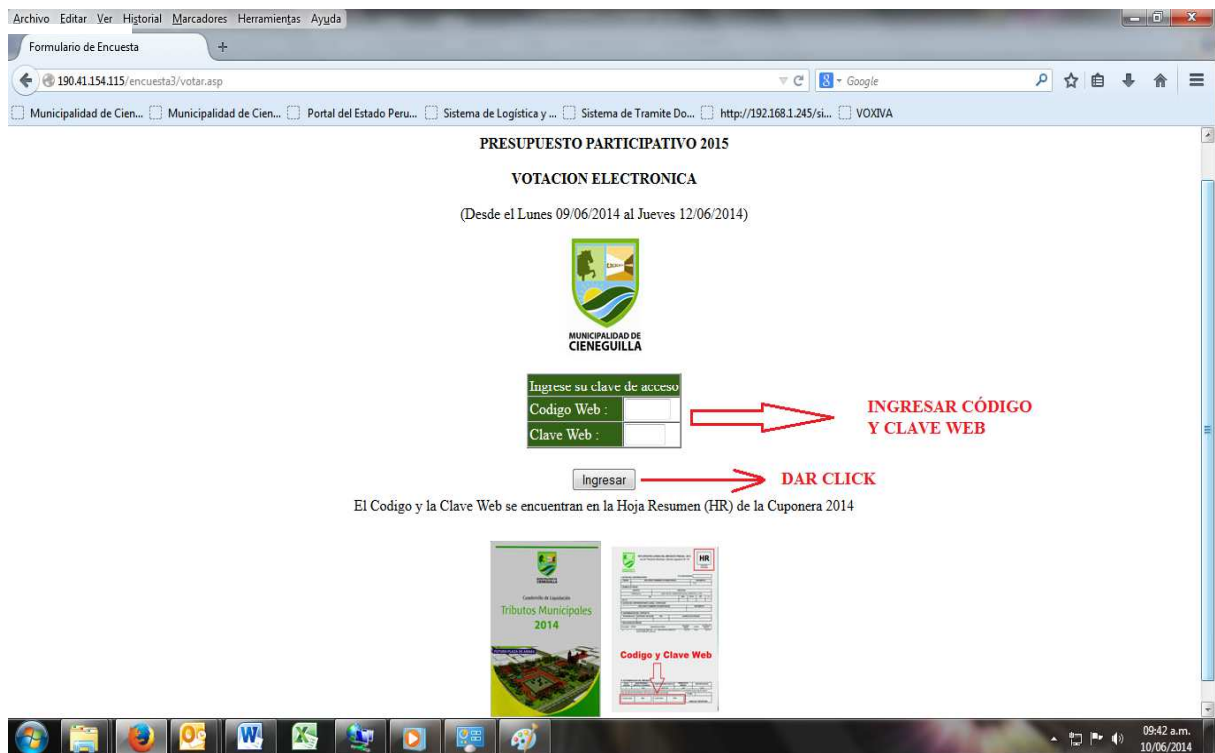 Archivo Editar Ver Historial Marcadores Herramientas Ayuda
Formulario de Encuesta
190.41.154.115/encuesta3/votar.asp
Google
Municipalidad de Cien... Municipalidad de Cien... Portal del Estado Peru... Sistema de Logística y ... Sistema de Tramite Do... http://192.168.1.245/si... VOXIVA
PRESUPUESTO PARTICIPATIVO 2015
VOTACION ELECTRONICA
(Desde el Lunes 09/06/2014 al Jueves 12/06/2014)
MUNICIPALIDAD DE
CIENEGUILLA
Ingrese su clave de acceso
Codigo Web :
Clave Web :
INGRESAR CÓDIGO
Y CLAVE WEB
Ingresar
DAR CLICK
El Codigo y la Clave Web se encuentran en la Hoja Resumen (HR) de la Cuponera 2014
CIENEGUILLA
Cuadernillo de Liquidación
Tributos Municipales
2014
HR
Codigo y Clave Web
09:42 a.m.
10/06/2014